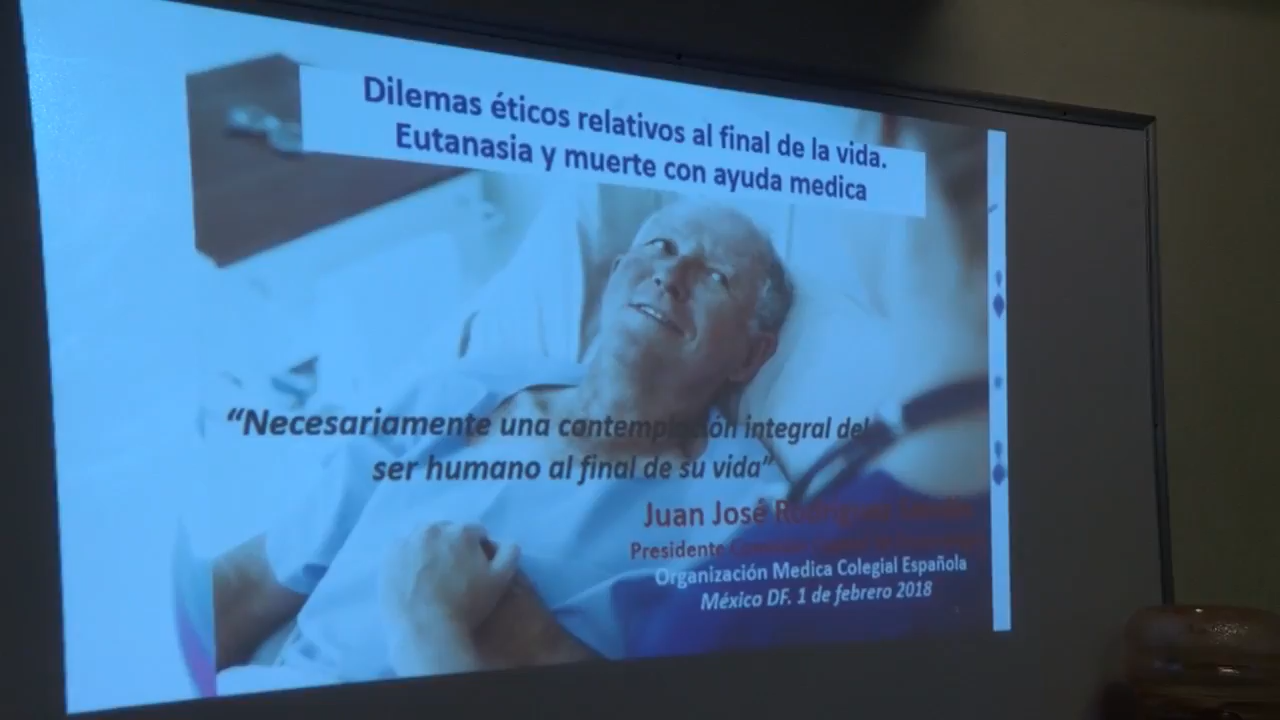 Dilemas éticos relativos al final de la vida.
Eutanasia y muerte con ayuda medica
“Necesariamente una contemplación integral del
ser humano al final de su vida”
Juan José Rodríguez
Presidente
Organización Medica Colegial Española
México DF. 1 de febrero 2018